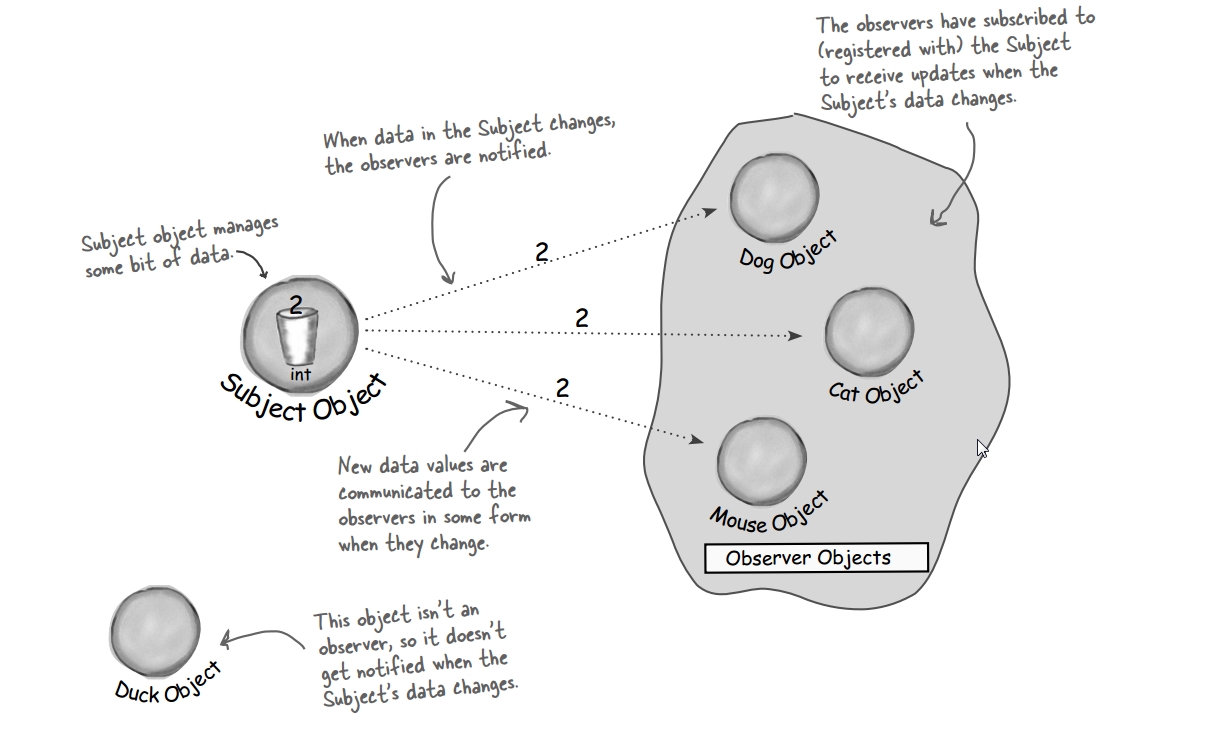 The observers have subscribed to
(registered with) the Subject
to receive updates when the
Subject's data changes.
When data in the Subject changes,
the observers are notified.
Subject object manages
some bit of data.
2
int
Subject Object
2
2
2
Dog Object
Cat Object
Mouse Object
Observer Objects
New data values are
communicated to the
observers in some form
when they change.
Duck Object
This object isn't an
observer, so it doesn't
get notified when the
Subject's data changes.